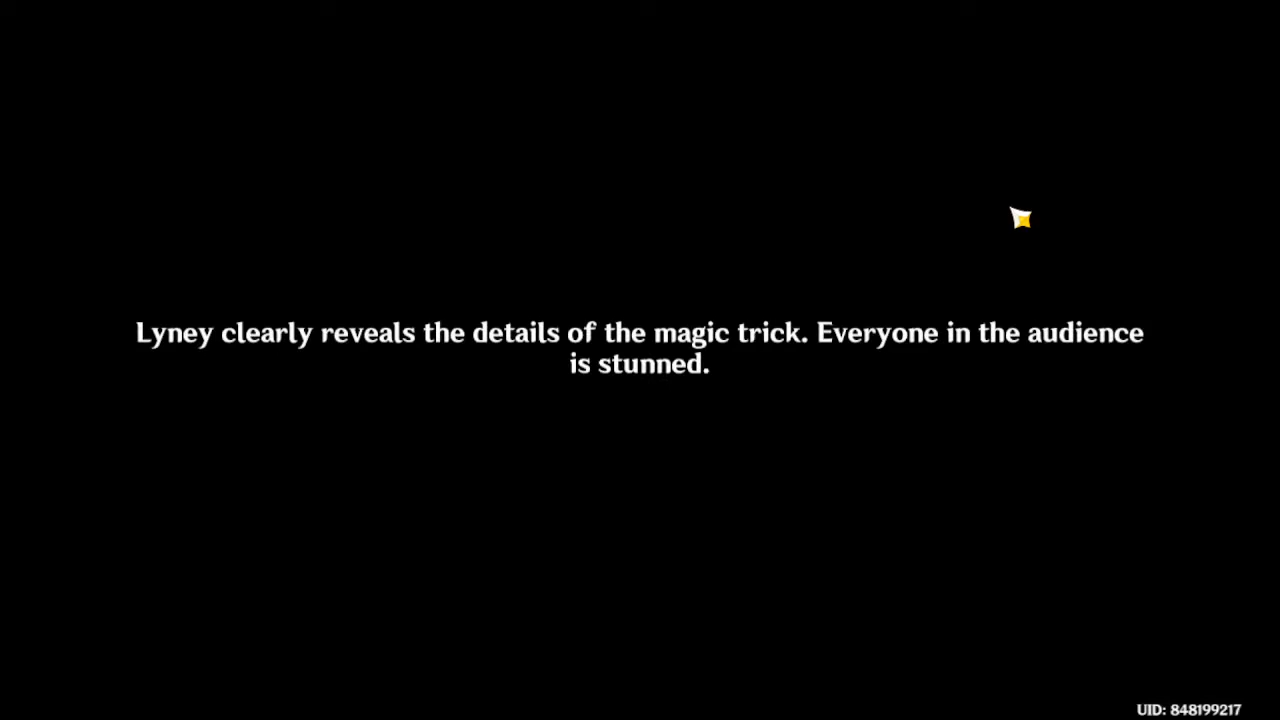 Lyney clearly reveals the details of the magic trick. Everyone in the audience
is stunned.
UID: 848199217